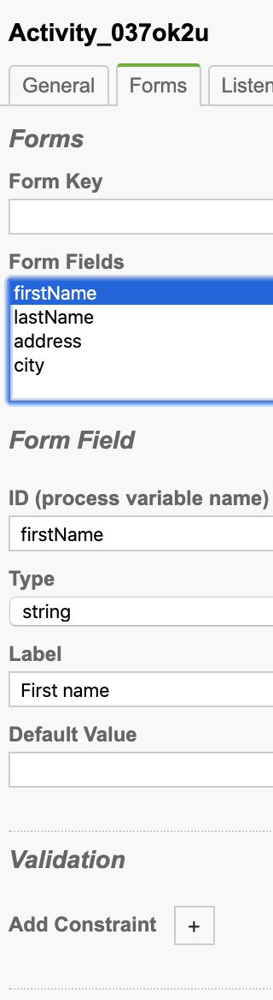 Activity_037ok2u
General Forms Listen
Forms
Form Key
Form Fields
firstName
lastName
address
city
Form Field
ID (process variable name)
firstName
Type
string
Label
First name
Default Value
Validation
Add Constraint +